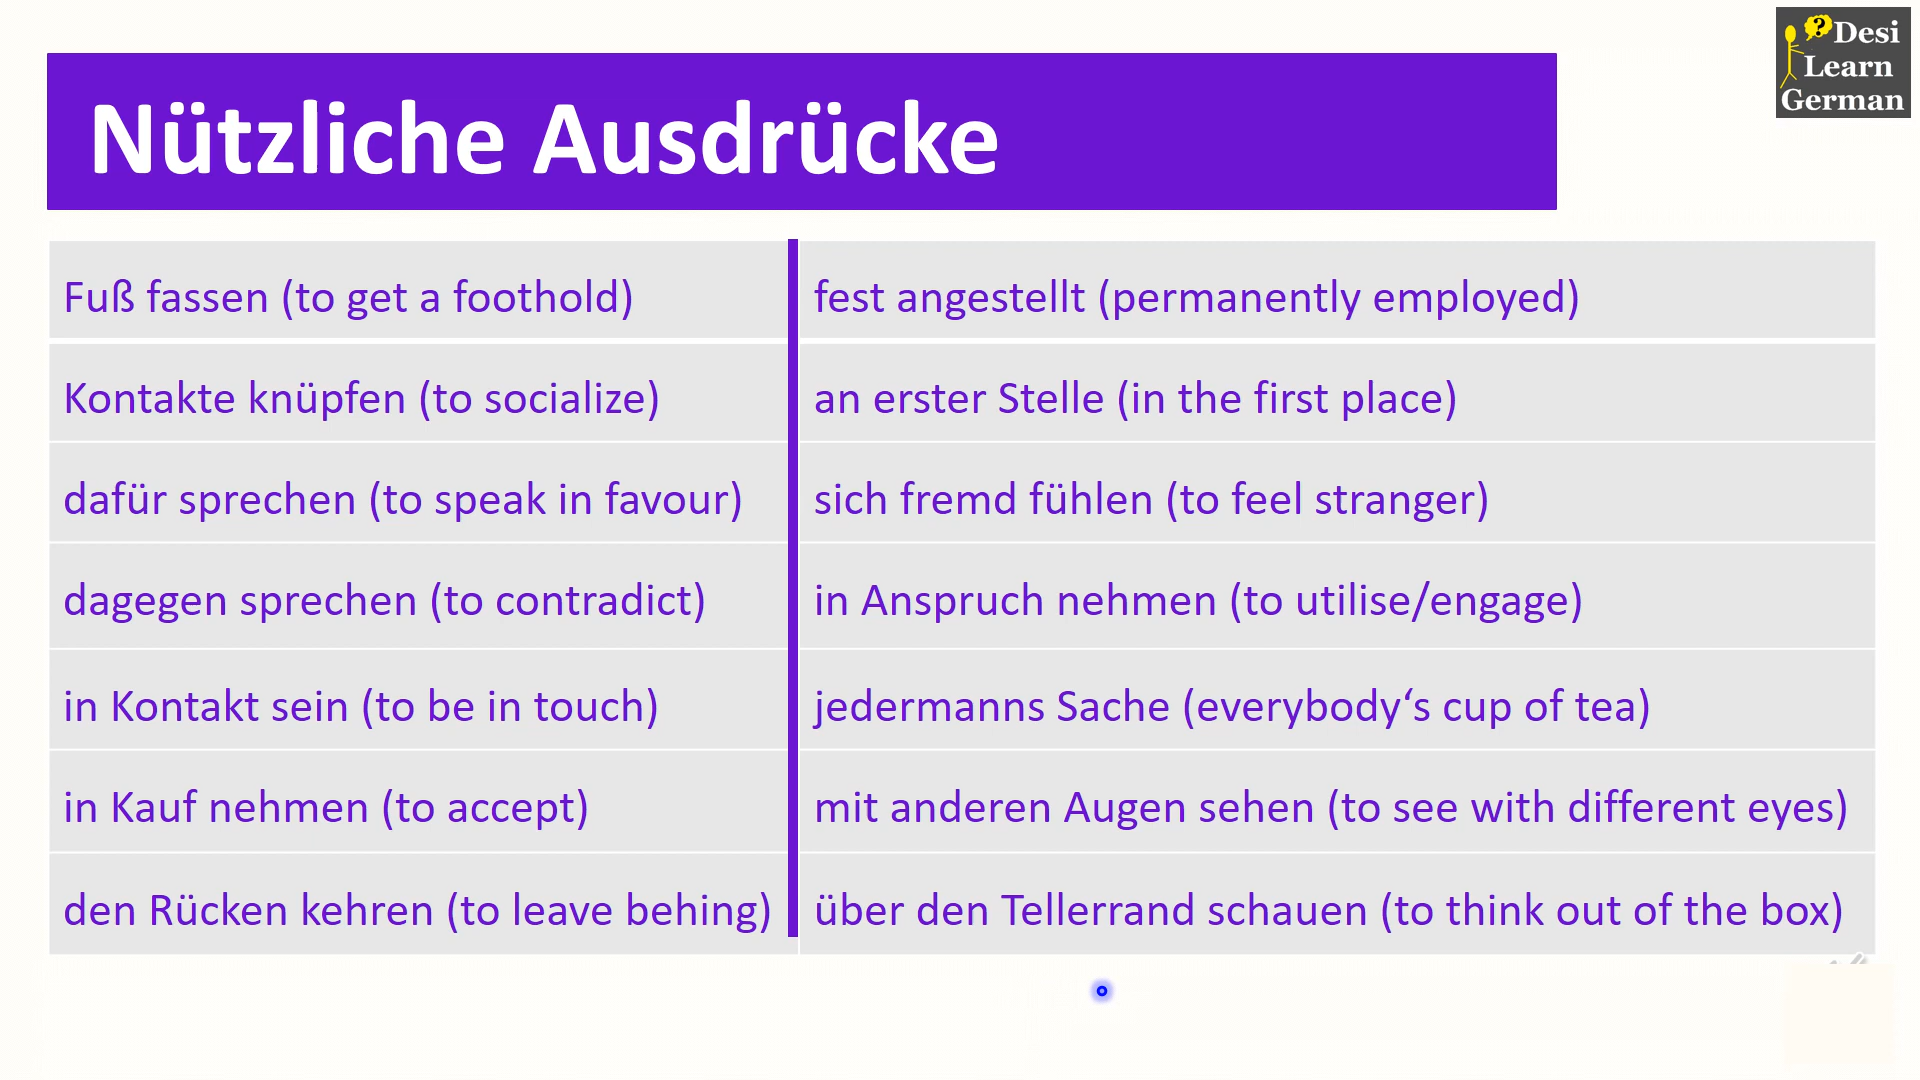 Desi
Learn
German
Nützliche Ausdrücke
Fuß fassen (to get a foothold)
fest angestellt (permanently employed)
Kontakte knüpfen (to socialize)
an erster Stelle (in the first place)
dafür sprechen (to speak in favour)
sich fremd fühlen (to feel stranger)
dagegen sprechen (to contradict)
in Anspruch nehmen (to utilise/engage)
in Kontakt sein (to be in touch)
jedermanns Sache (everybody‘s cup of tea)
in Kauf nehmen (to accept)
mit anderen Augen sehen (to see with different eyes)
den Rücken kehren (to leave behing)
über den Tellerrand schauen (to think out of the box)